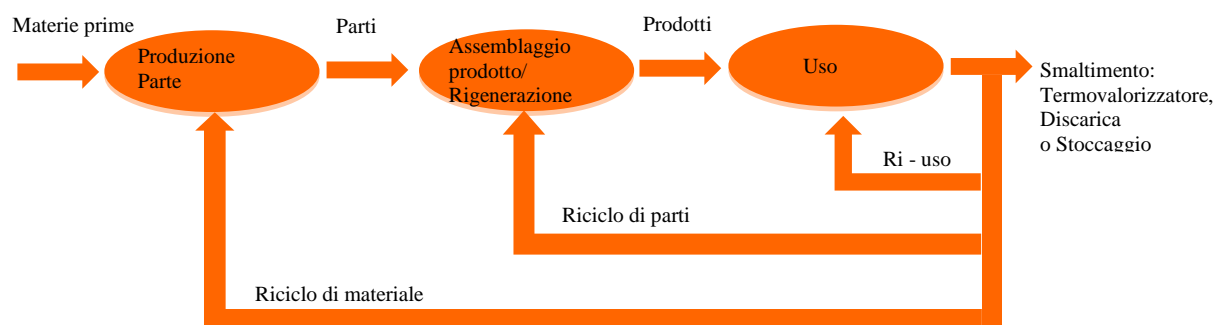 Materie prime
Parti
Prodotti
Produzione
Parte
Assemblaggio
prodotto/
Rigenerazione
Uso
Smaltimento:
Termovalorizzatore,
Discarica
o Stoccaggio
Ri - uso
Riciclo di parti
Riciclo di materiale